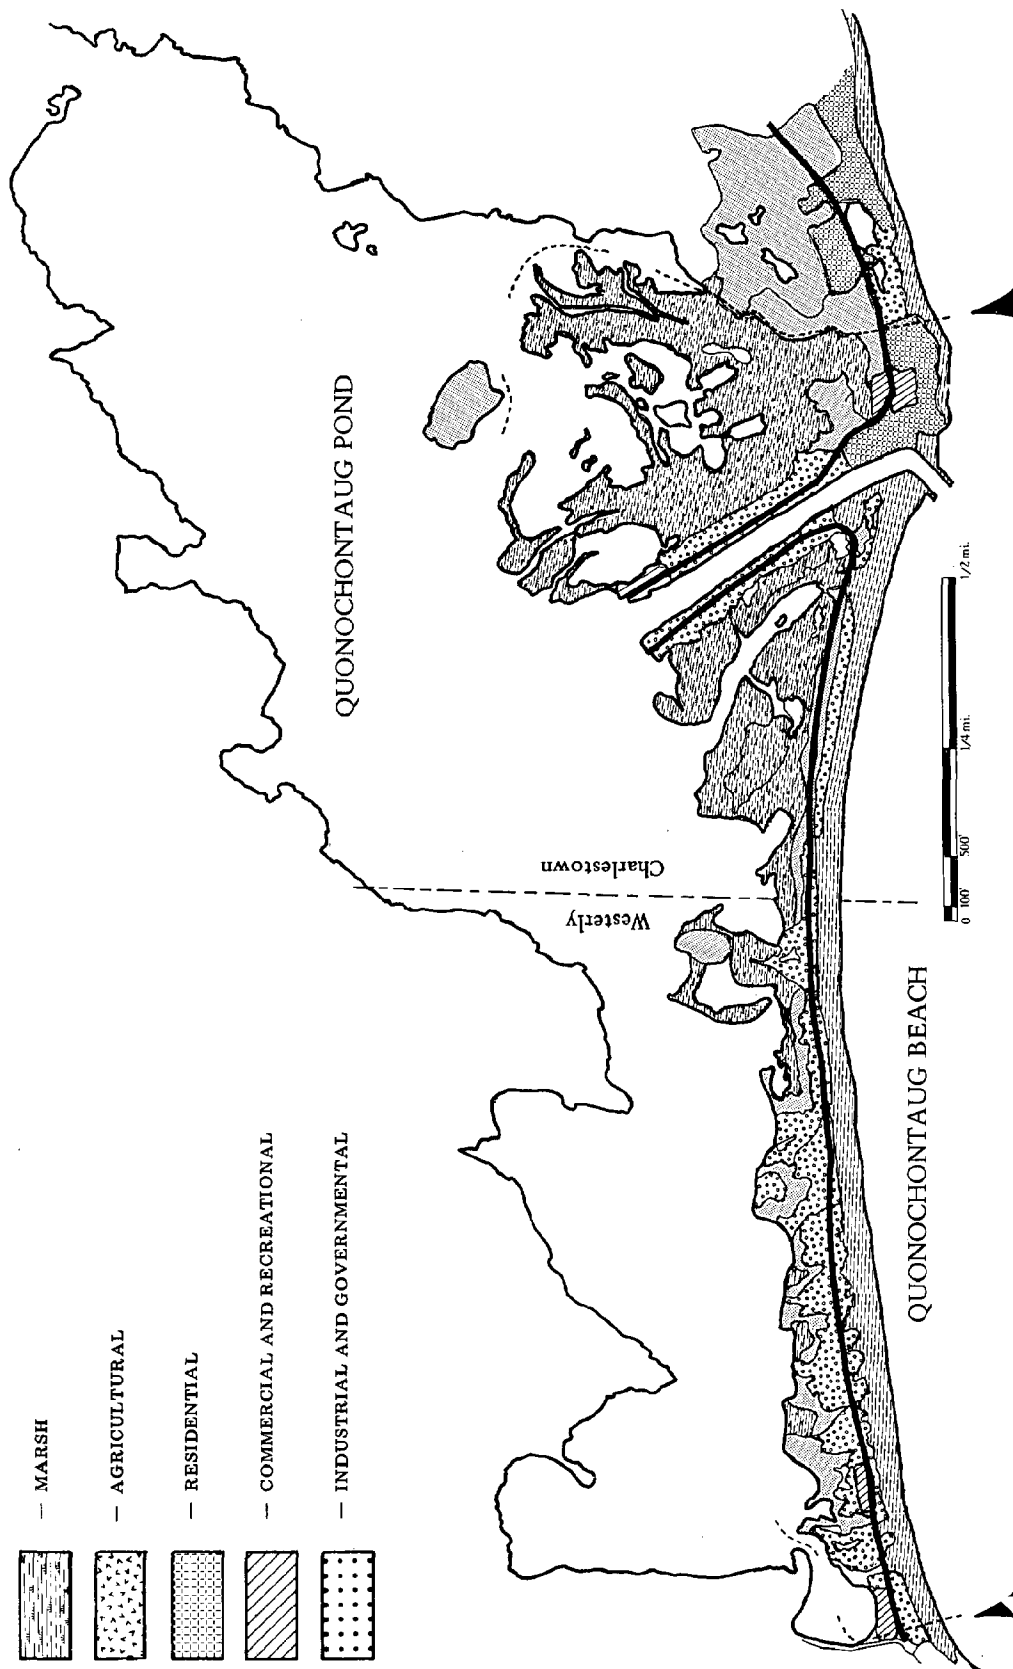 — MARSH
— AGRICULTURAL
— RESIDENTIAL
— COMMERCIAL AND RECREATIONAL
— INDUSTRIAL AND GOVERNMENTAL
QUONOCHONTAUG POND
Westerly
Charlestown
QUONOCHONTAUG BEACH
0 100' 500' 1/4 mi. 1/2 mi.